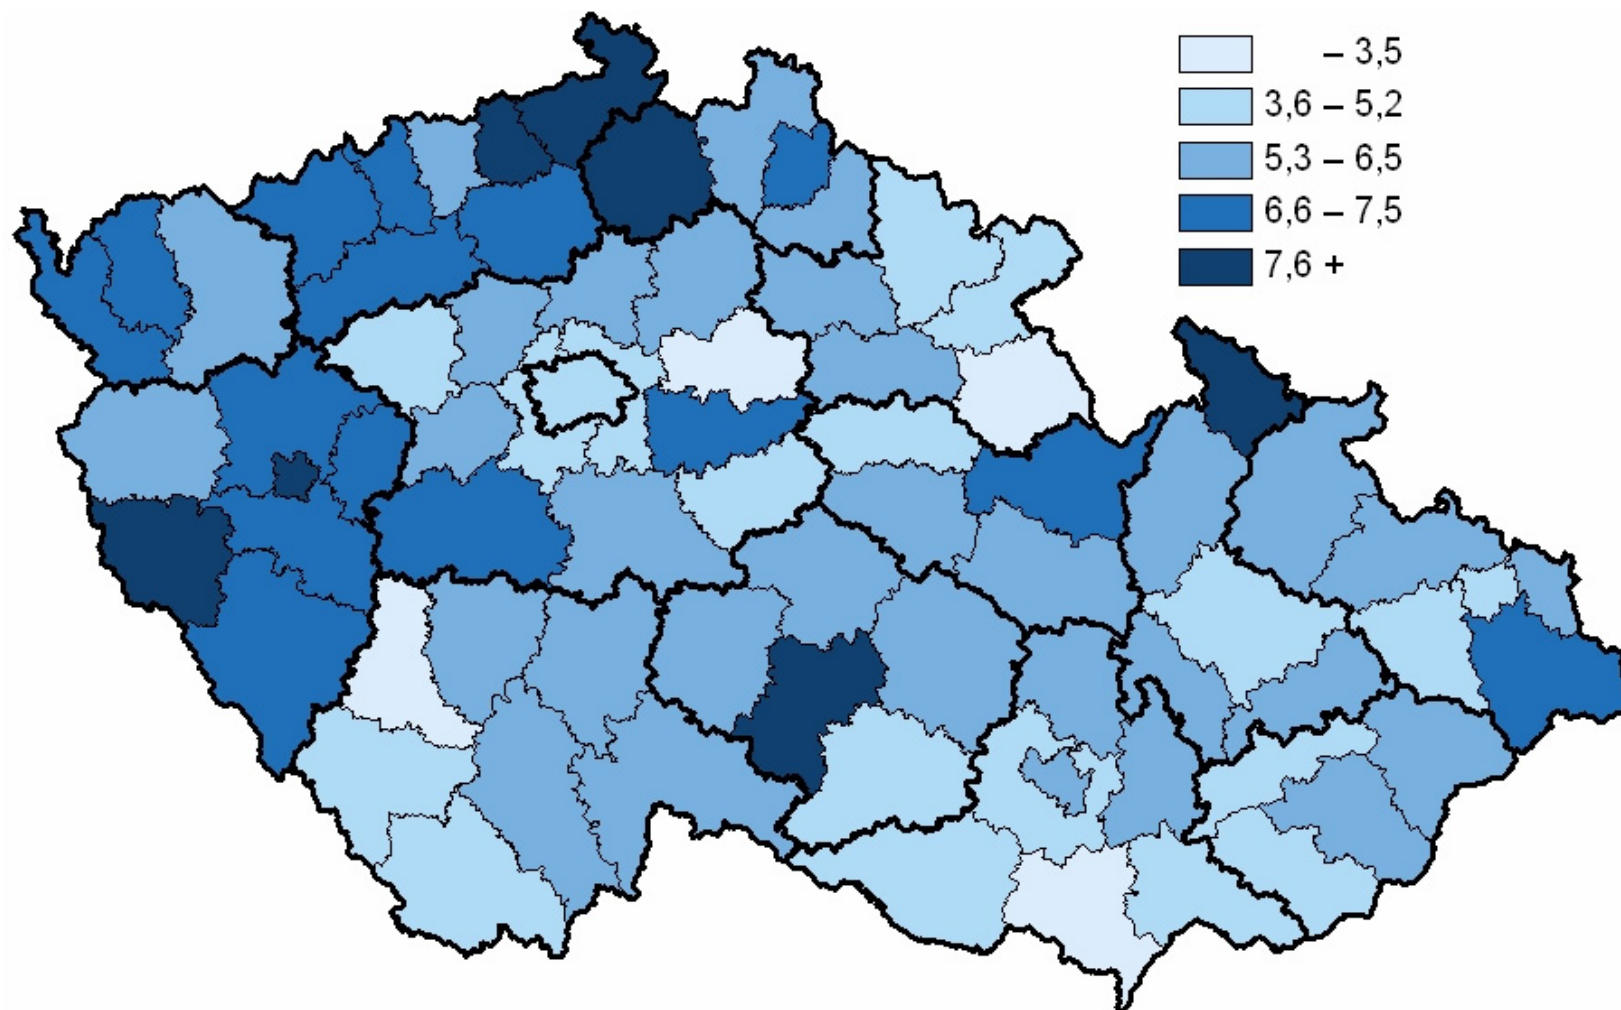 – 3,5
3,6 – 5,2
5,3 – 6,5
6,6 – 7,5
7,6 +